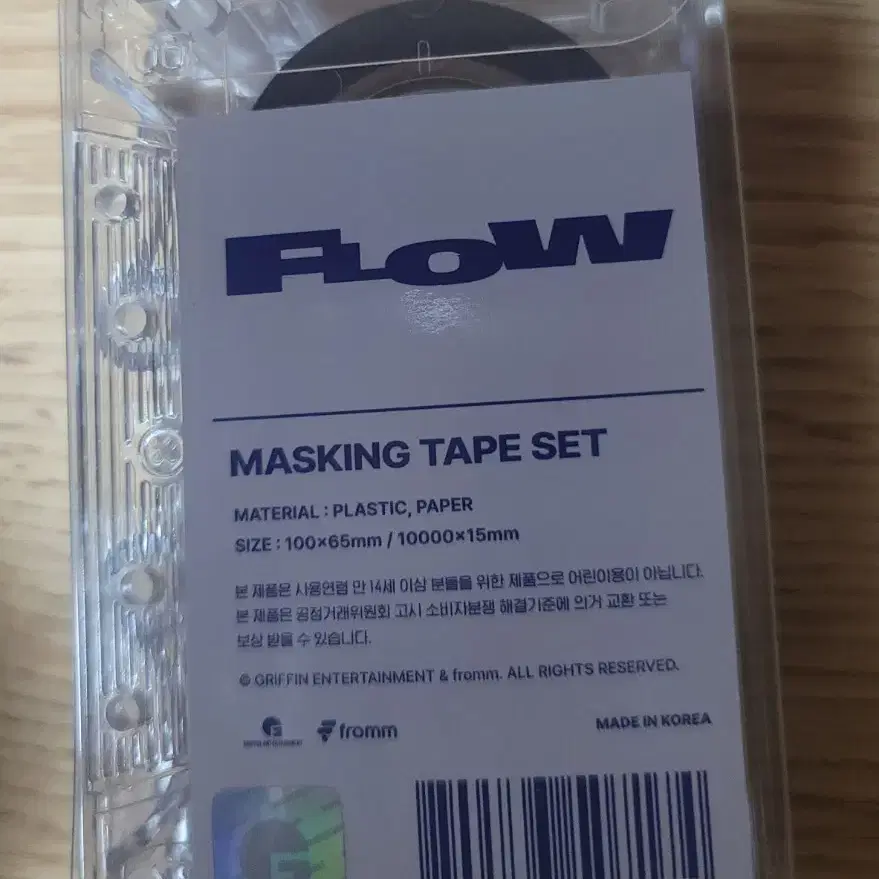 FLOW
MASKING TAPE SET
MATERIAL : PLASTIC, PAPER
SIZE : 100×65mm / 10000×15mm
본 제품은 사용연령 만 14세 이상 분들을 위한 제품으로 어린이용이 아닙니다.
본 제품은 공정거래위원회 고시 소비자분쟁 해결기준에 의거 교환 또는
보상 받을 수 있습니다.
© GRIFFIN ENTERTAINMENT & fromm. ALL RIGHTS RESERVED.
fromm
MADE IN KOREA